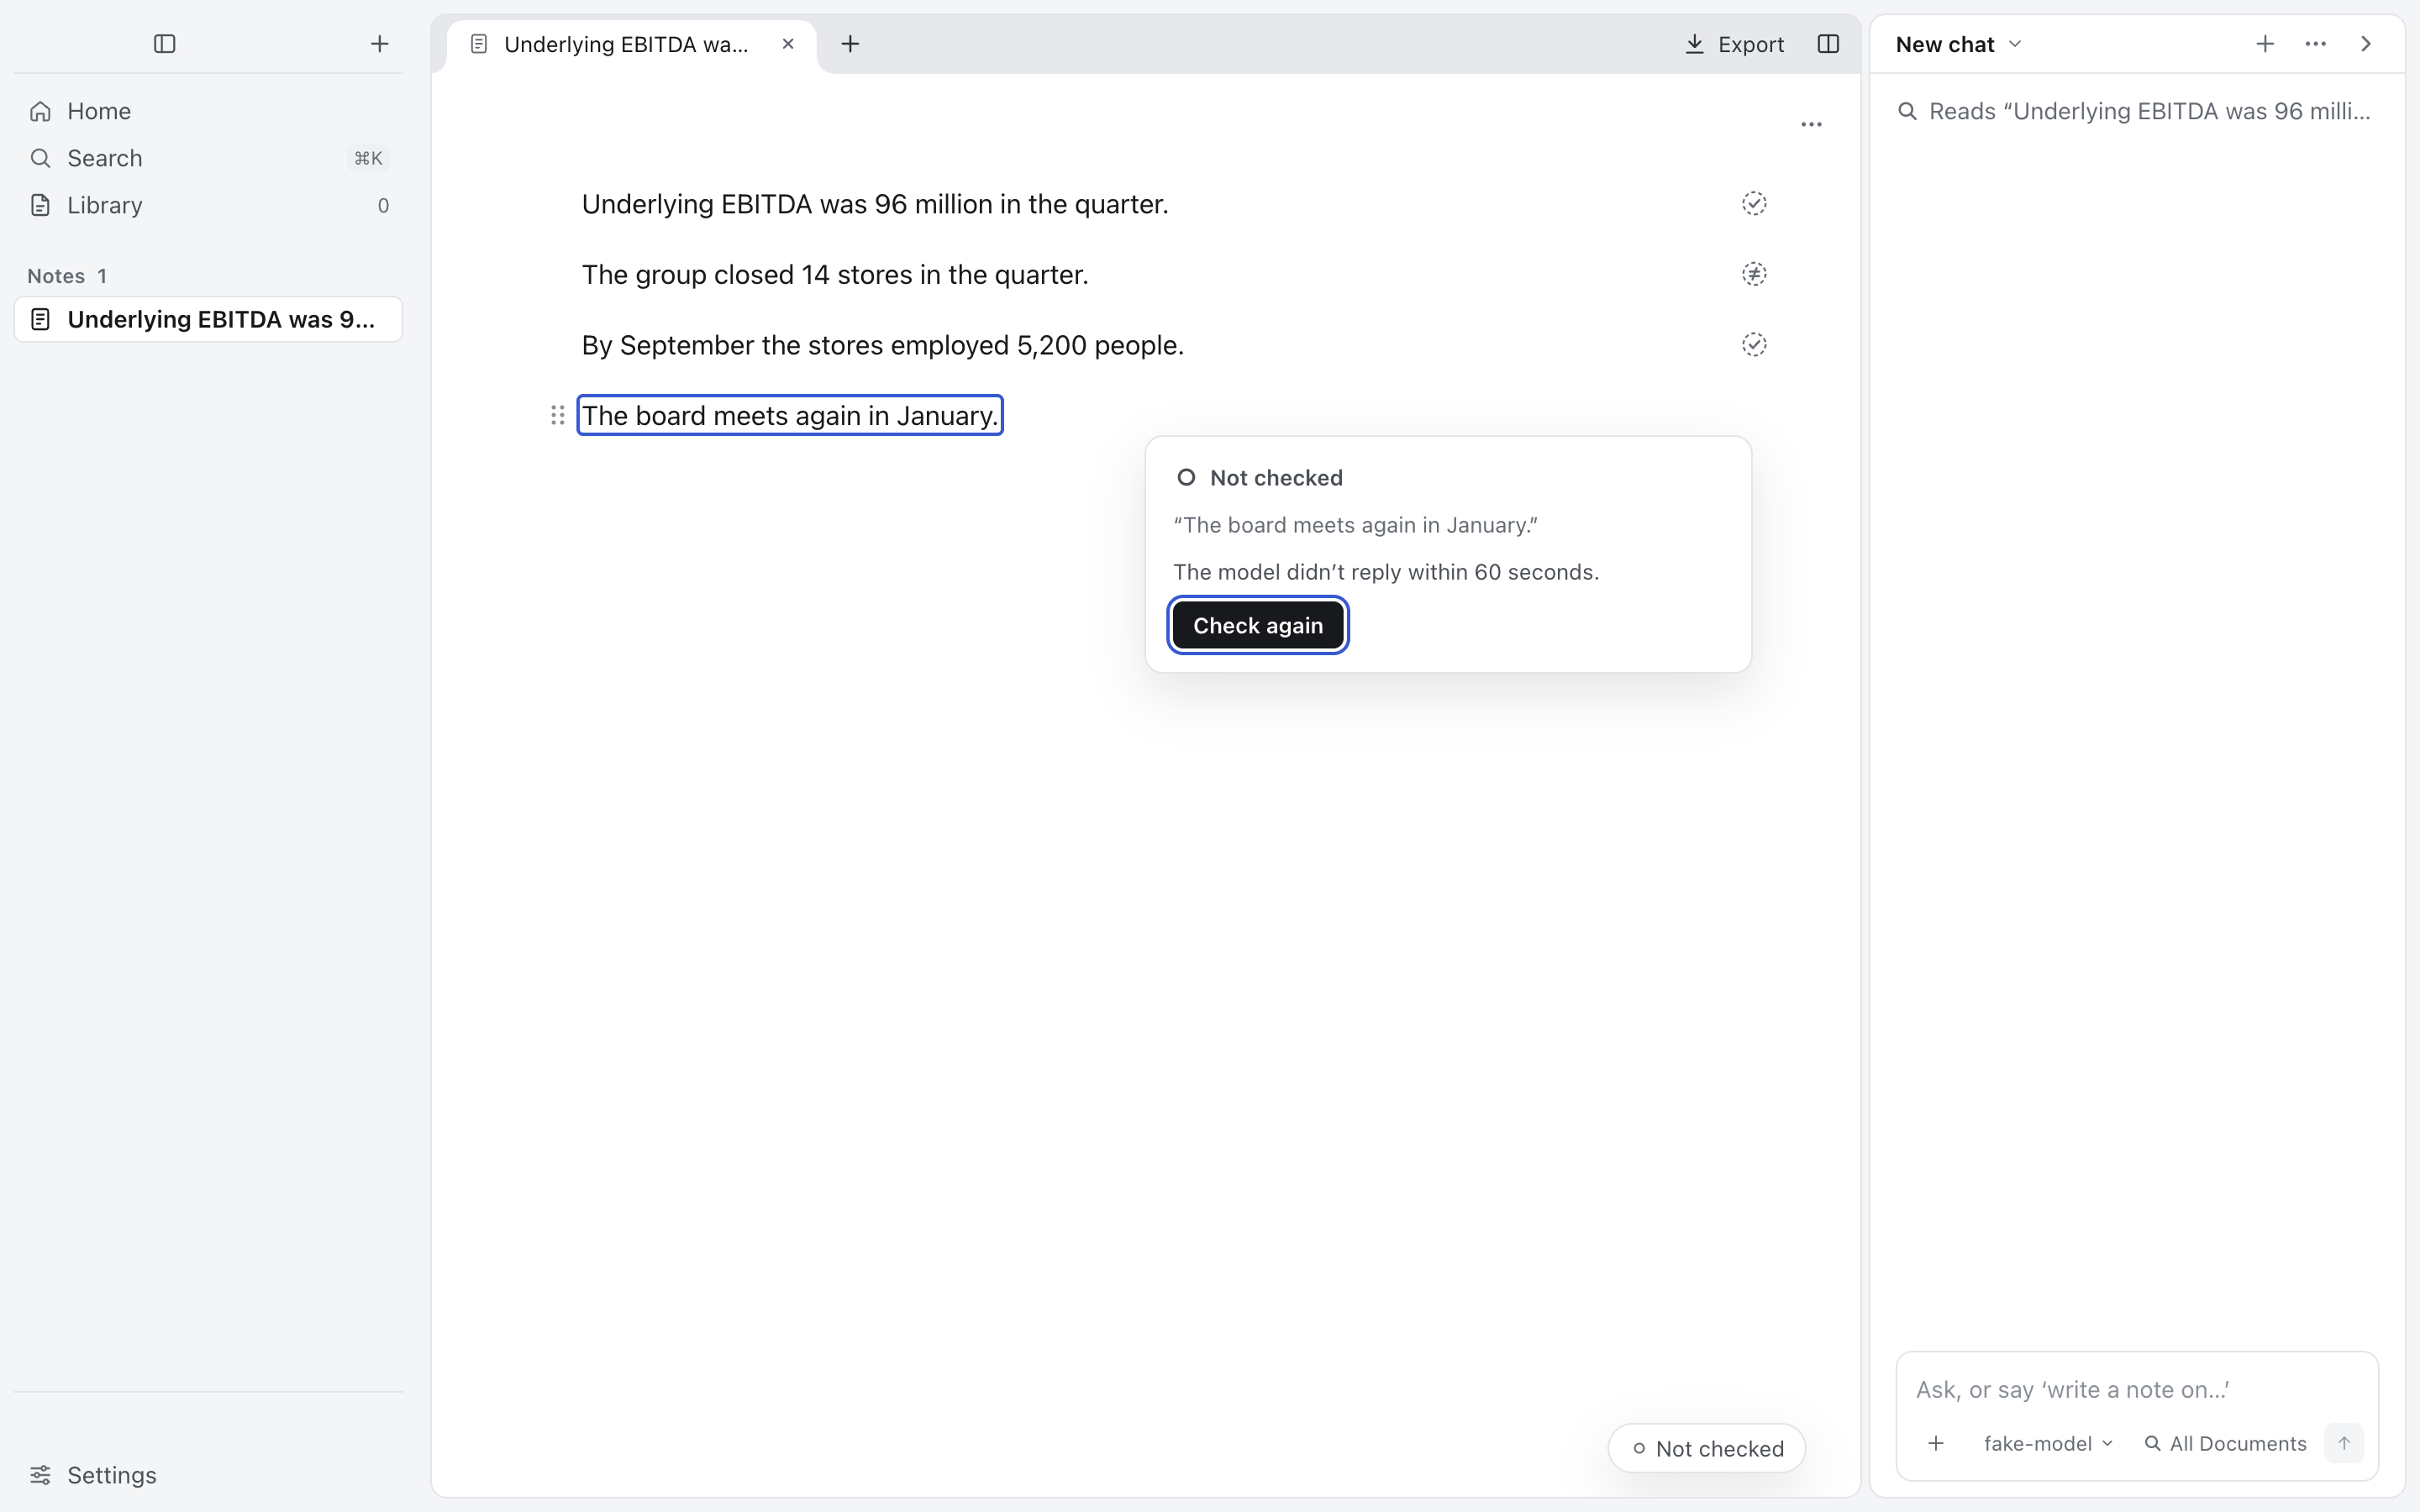 Home
Search ⌘K
Library 0
Notes 1
Underlying EBITDA was 9...
Settings
Underlying EBITDA wa...
Export
Underlying EBITDA was 96 million in the quarter.
The group closed 14 stores in the quarter.
By September the stores employed 5,200 people.
The board meets again in January.
Not checked
“The board meets again in January.”
The model didn’t reply within 60 seconds.
Check again
Not checked
New chat
Reads “Underlying EBITDA was 96 milli...
Ask, or say ‘write a note on...’
fake-model
All Documents